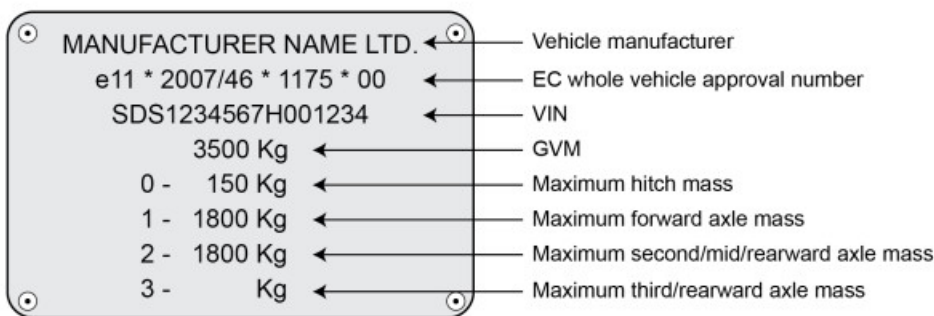 MANUFACTURER NAME LTD. Vehicle manufacturer
e11 * 2007/46 * 1175 * 00 EC whole vehicle approval number
SDS1234567H001234 VIN
3500 Kg GVM
0 - 150 Kg Maximum hitch mass
1 - 1800 Kg Maximum forward axle mass
2 - 1800 Kg Maximum second/mid/rearward axle mass
3 - Kg Maximum third/rearward axle mass